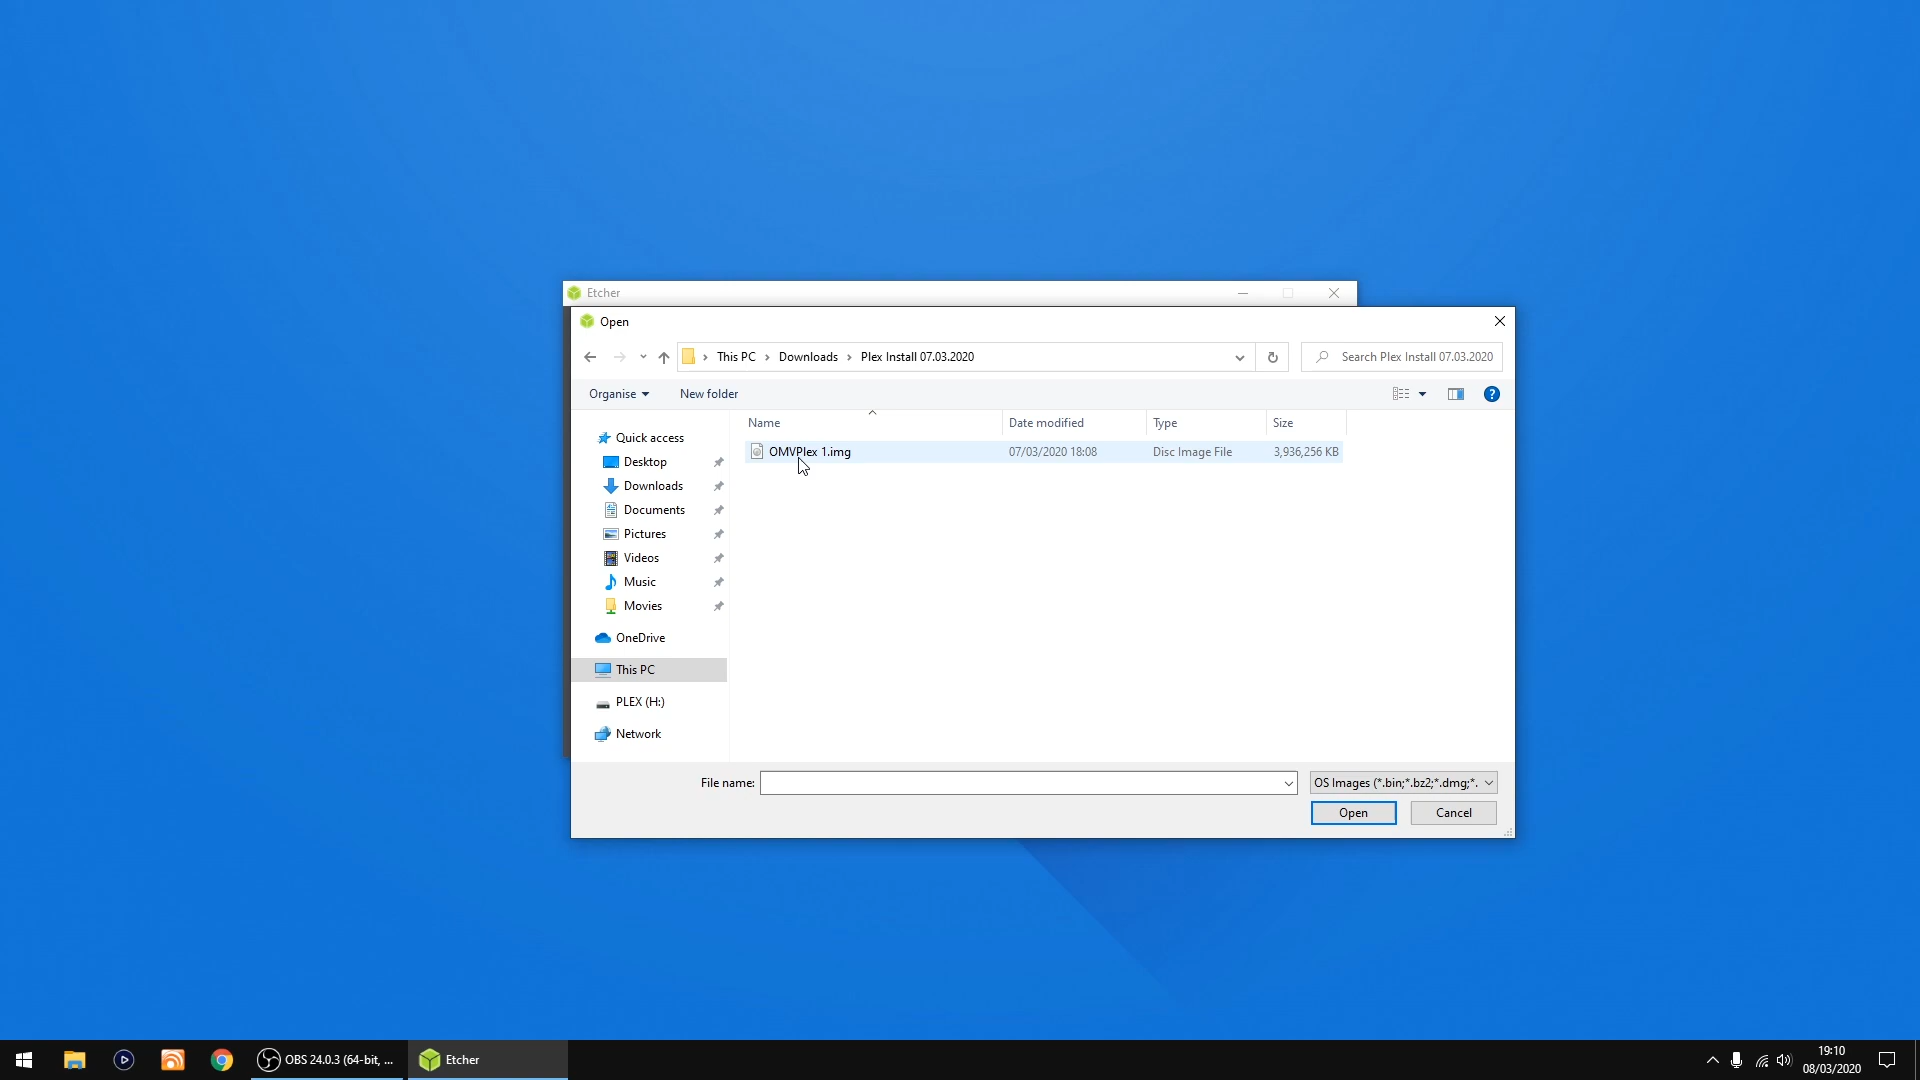 Etcher
Open
This PC Downloads Plex Install 07.03.2020
Search Plex Install 07.03.2020
Organise New folder
Name Date modified Type Size
OMVPlex 1.img 07/03/2020 18:08 Disc Image File 3,936,256 KB
Quick access
Desktop
Downloads
Documents
Pictures
Videos
Music
Movies
OneDrive
This PC
PLEX (H:)
Network
File name:
OS Images (*.bin;*.bz2;*.dmg;*.
Open Cancel
OBS 24.0.3 (64-bit, ...
Etcher
19:10
08/03/2020